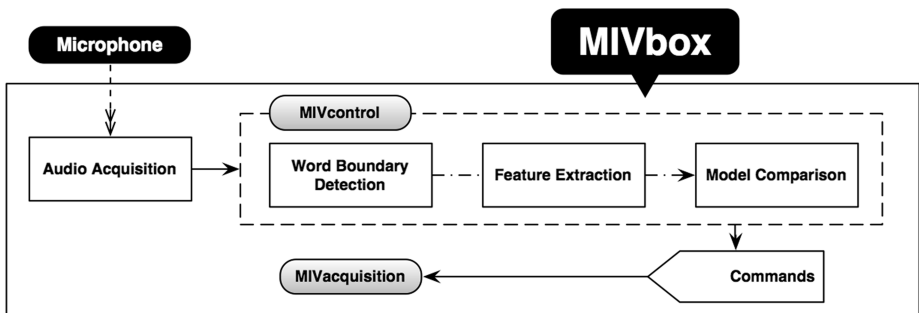 MIVbox
Microphone
MIVcontrol
Audio Acquisition
Word Boundary
Detection
Feature Extraction
Model Comparison
MIVacquisition
Commands